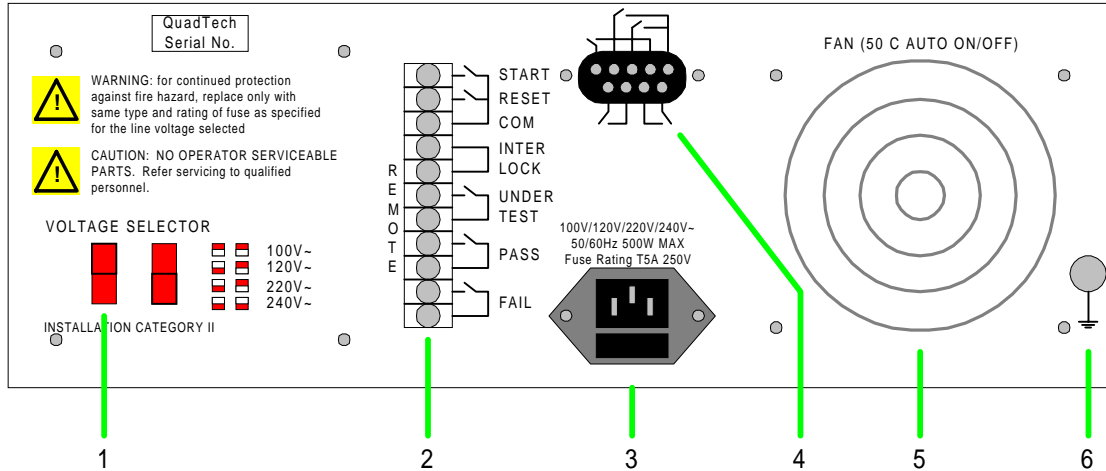 QuadTech
Serial No.
WARNING: for continued protection
against fire hazard, replace only with
same type and rating of fuse as specified
for the line voltage selected
CAUTION: NO OPERATOR SERVICEABLE
PARTS. Refer servicing to qualified
personnel.
VOLTAGE SELECTOR
100V~
120V~
220V~
240V~
INSTALLATION CATEGORY II
REMOTE
START
RESET
COM
INTER
LOCK
UNDER
TEST
PASS
FAIL
100V/120V/220V/240V~
50/60Hz 500W MAX
Fuse Rating T5A 250V
FAN (50 C AUTO ON/OFF)
1
2
3
4
5
6